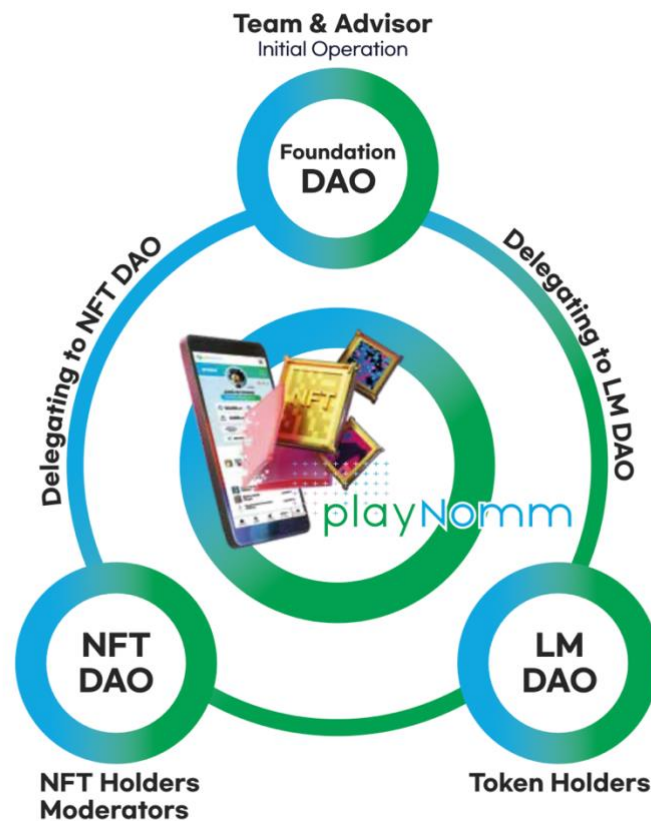 Team & Advisor
Initial Operation
Foundation
DAO
Delegating to NFT DAO
Delegating to LM DAO
NFT
playNomm
NFT
DAO
LM
DAO
NFT Holders
Moderators
Token Holders